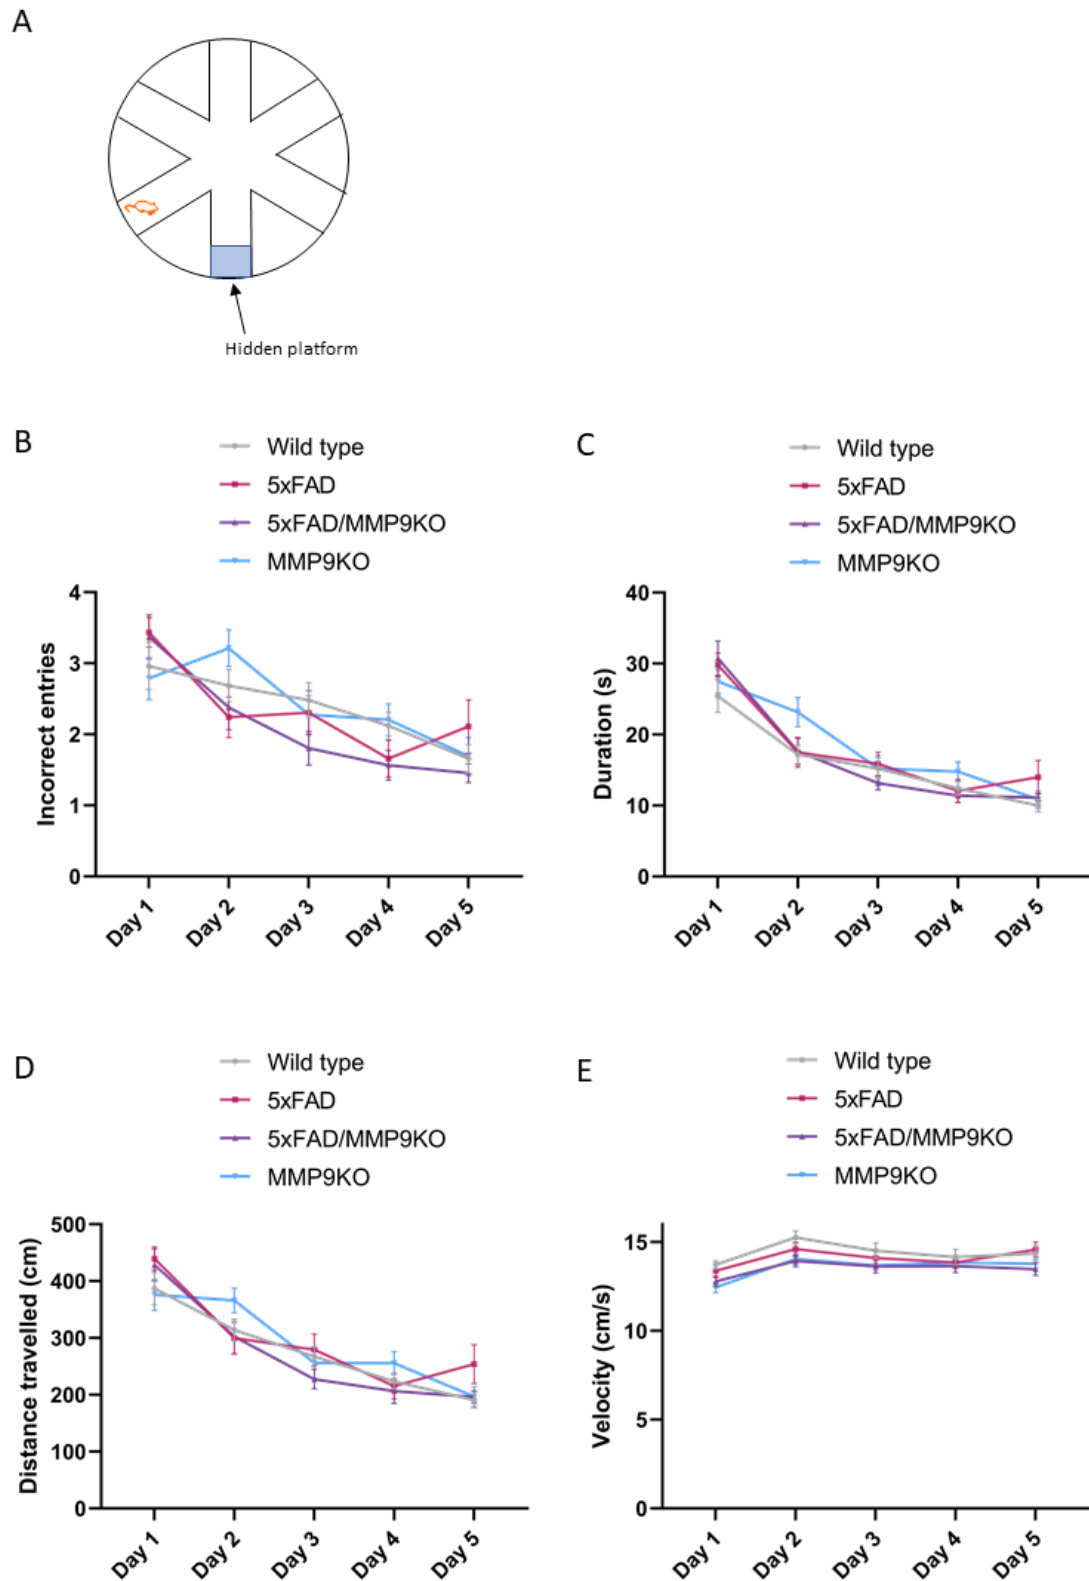 A
Hidden platform
B
Wild type
5xFAD
5xFAD/MMP9KO
MMP9KO
Incorrect entries
4
3
2
1
0
Day 1
Day 2
Day 3
Day 4
Day 5
C
Wild type
5xFAD
5xFAD/MMP9KO
MMP9KO
Duration (s)
40
30
20
10
0
Day 1
Day 2
Day 3
Day 4
Day 5
D
Wild type
5xFAD
5xFAD/MMP9KO
MMP9KO
Distance travelled (cm)
500
400
300
200
100
0
Day 1
Day 2
Day 3
Day 4
Day 5
E
Wild type
5xFAD
5xFAD/MMP9KO
MMP9KO
Velocity (cm/s)
15
15
5
0
Day 1
Day 2
Day 3
Day 4
Day 5